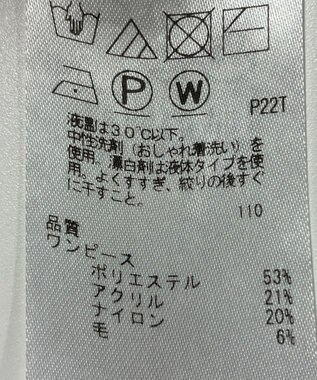 P W
P22T
液温は30℃以下。
中性洗剤(おしゃれ着洗い)を
使用。漂白剤は液体タイプを使
用。よくすすぎ、絞りの後すぐ
に干すこと。
110
品質
ワンピース
ポリエステル 53%
アクリル 21%
ナイロン 20%
毛 6%